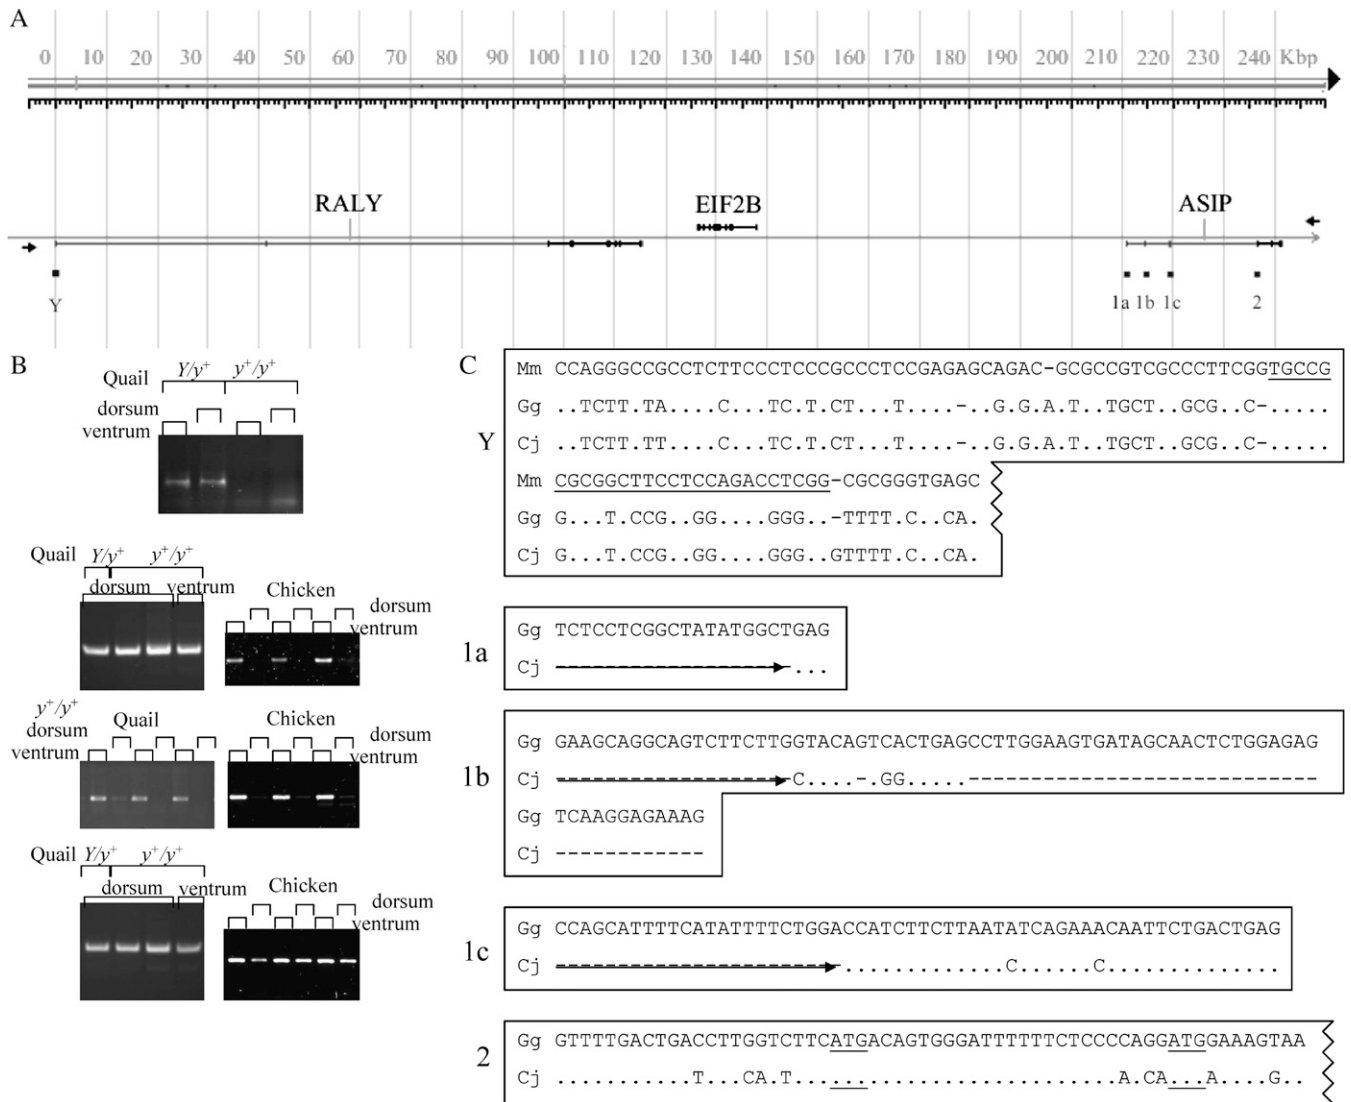 A
0 10 20 30 40 50 60 70 80 90 100 110 120 130 140 150 160 170 180 190 200 210 220 230 240 Kbp
RALY
EIF2B
ASIP
Y
1a 1b 1c 2
B
Quail Y/y+ y+/y+
dorsum
ventrum
Quail Y/y+ y+/y+
dorsum ventrum
Chicken
dorsum
ventrum
y+/y+
Quail
dorsum
ventrum
Chicken
dorsum
ventrum
Quail Y/y+ y+/y+
dorsum ventrum
Chicken
dorsum
ventrum
C
Y
Mm CCAGGGCCGCCTCTTCCCTCCCGCCCTCCGAGAGCAGAC-GCGCCGTCGCCCTTCGGTGCCG
Gg ..TCTT.TA....C...TC.T.CT...T....-..G.G.A.T..TGCT..GCG..C-.....
Cj ..TCTT.TT....C...TC.T.CT...T....-..G.G.A.T..TGCT..GCG..C-.....
Mm CGCGGCTTCCTCCAGACCTCGG-CGCGGGTGAGC
Gg G...T.CCG..GG....GGG..-TTTT.C..CA.
Cj G...T.CCG..GG....GGG..GTTTT.C..CA.
1a
Gg TCTCCTCGGCTATATGGCTGAG
Cj -------------------...
1b
Gg GAAGCAGGCAGTCTTCTTGGTACAGTCACTGAGCCTTGGAAGTGATAGCAACTCTGGAGAG
Cj -------------------C....-.GG.....----------------------------
Gg TCAAGGAGAAAG
Cj ------------
1c
Gg CCAGCATTTTCATATTTTCTGGACCATCTTCTTAATATCAGAAACAATTCTGACTGAG
Cj -----------------------.............C......C..............
2
Gg GTTTTGACTGACCTTGGTCTTCATGACAGTGGGATTTTTTCTCCCCAGGATGGAAAGTAA
Cj ...........T...CA.T..........................A.CA...A....G..